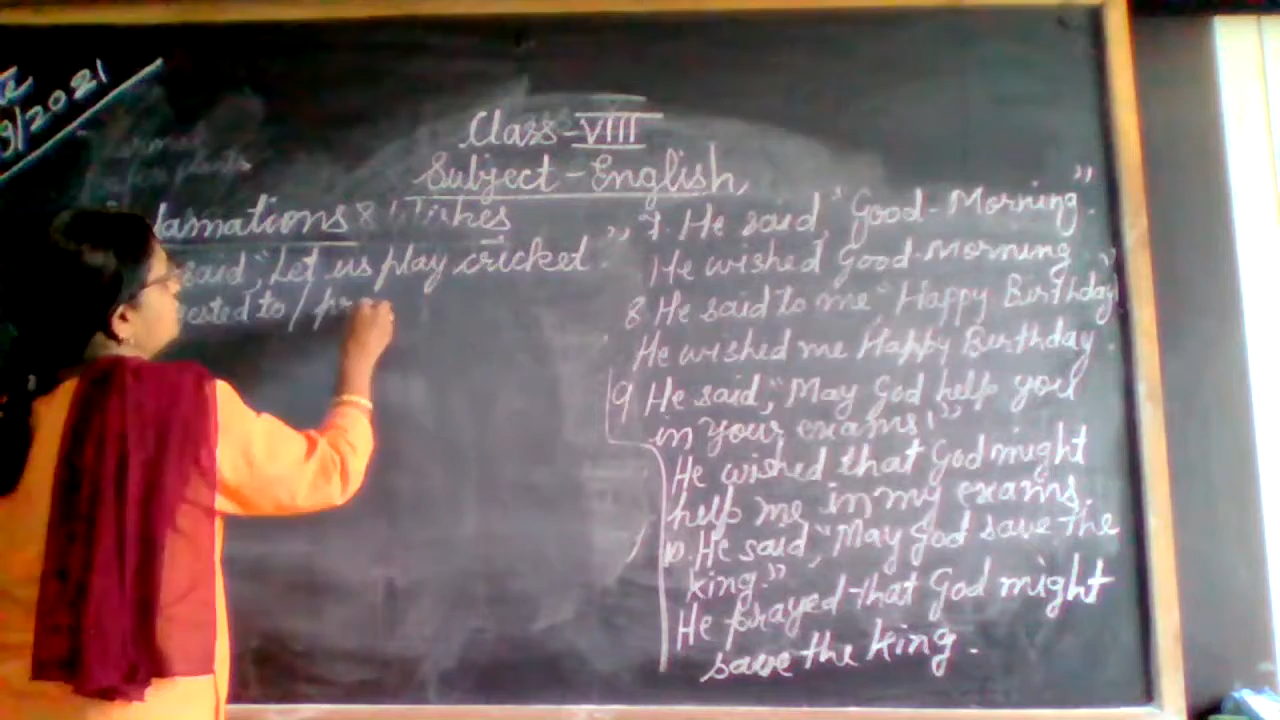 9/2021
Class-VIII
Subject-English
lamations & Wishes
said, "Let us play cricket."
gested to / pr
7. He said, "Good-Morning."
He wished Good-Morning
8 He said to me, "Happy Birthday"
He wished me Happy Birthday.
9 He said, "May God help you
in your exams!"
He wished that God might
help me in my exams.
10. He said, "May God save the
king."
He prayed that God might
save the king.